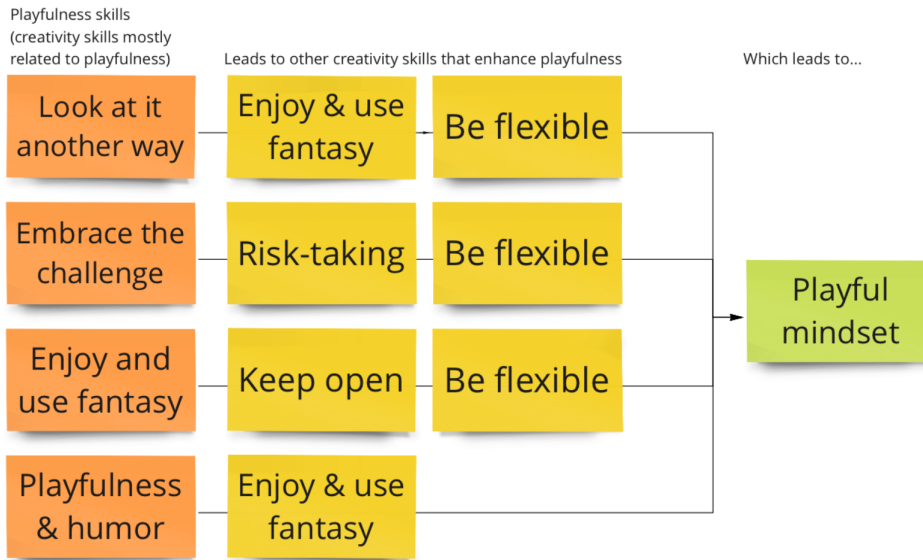 Playfulness skills
(creativity skills mostly
related to playfulness)
Leads to other creativity skills that enhance playfulness
Which leads to...
Look at it
another way
Enjoy & use
fantasy
Be flexible
Embrace the
challenge
Risk-taking
Be flexible
Playful
mindset
Enjoy and
use fantasy
Keep open
Be flexible
Playfulness
& humor
Enjoy & use
fantasy